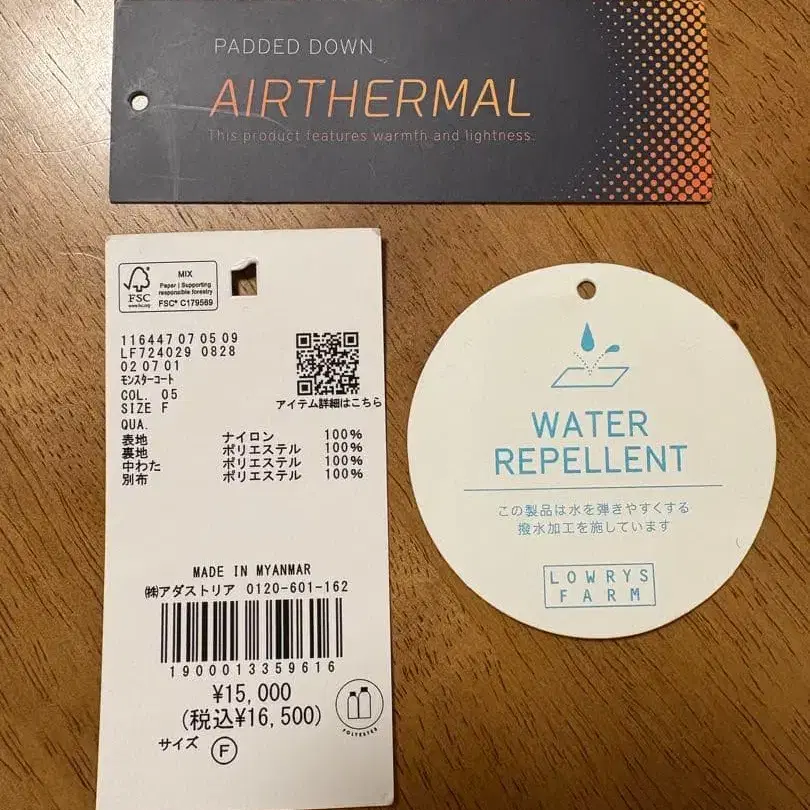 PADDED DOWN
AIRTHERMAL
This product features warmth and lightness.
FSC
www.fsc.org
MIX
Paper | Supporting
responsible forestry
FSC® C179569
116447 07 05 09
LF724029 0828
02 07 01
モンスターコート
COL. 05
SIZE F
QUA.
アイテム詳細はこちら
表地 ナイロン 100%
裏地 ポリエステル 100%
中わた ポリエステル 100%
別布 ポリエステル 100%
MADE IN MYANMAR
㈱アダストリア 0120-601-162
1900013359616
¥15,000
(税込¥16,500)
サイズ F
POLYESTER
WATER
REPELLENT
この製品は水を弾きやすくする
撥水加工を施しています
LOWRYS
FARM